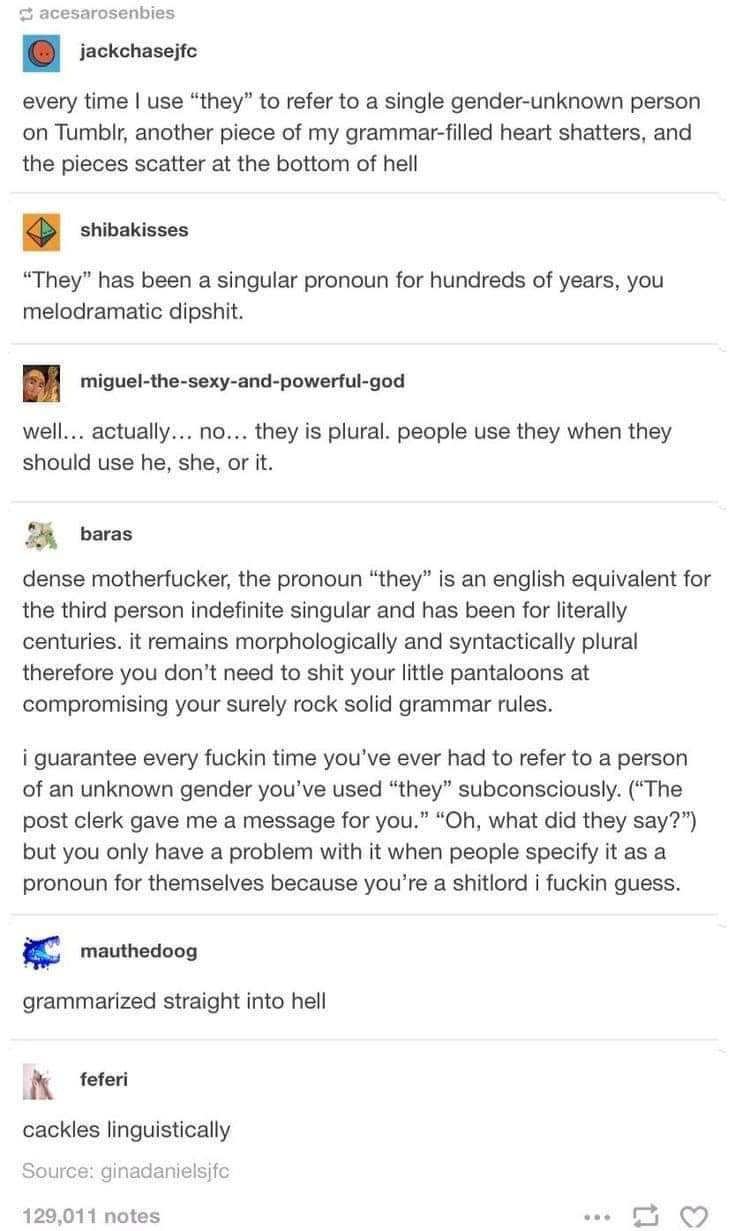 acesarosenbies
jackchasejfc
every time I use “they” to refer to a single gender-unknown person
on Tumblr, another piece of my grammar-filled heart shatters, and
the pieces scatter at the bottom of hell
shibakisses
“They” has been a singular pronoun for hundreds of years, you
melodramatic dipshit.
miguel-the-sexy-and-powerful-god
well... actually... no... they is plural. people use they when they
should use he, she, or it.
baras
dense motherfucker, the pronoun “they” is an english equivalent for
the third person indefinite singular and has been for literally
centuries. it remains morphologically and syntactically plural
therefore you don’t need to shit your little pantaloons at
compromising your surely rock solid grammar rules.
i guarantee every fuckin time you’ve ever had to refer to a person
of an unknown gender you’ve used “they” subconsciously. (“The
post clerk gave me a message for you.” “Oh, what did they say?”)
but you only have a problem with it when people specify it as a
pronoun for themselves because you’re a shitlord i fuckin guess.
mauthedoog
grammarized straight into hell
feferi
cackles linguistically
Source: ginadanielsjfc
129,011 notes